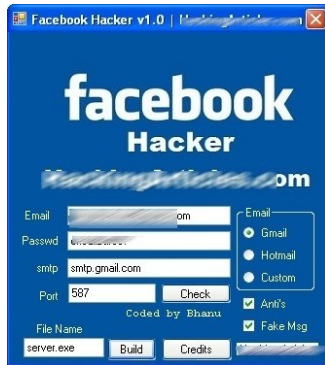 Facebook Hacker v1.0 |
facebook
Hacker
om
Email om
Passwd
smtp smtp.gmail.com
Port 587 Check
Coded by Bhanu
File Name
server.exe Build Credits
Email
Gmail
Hotmail
Custom
Anti's
Fake Msg